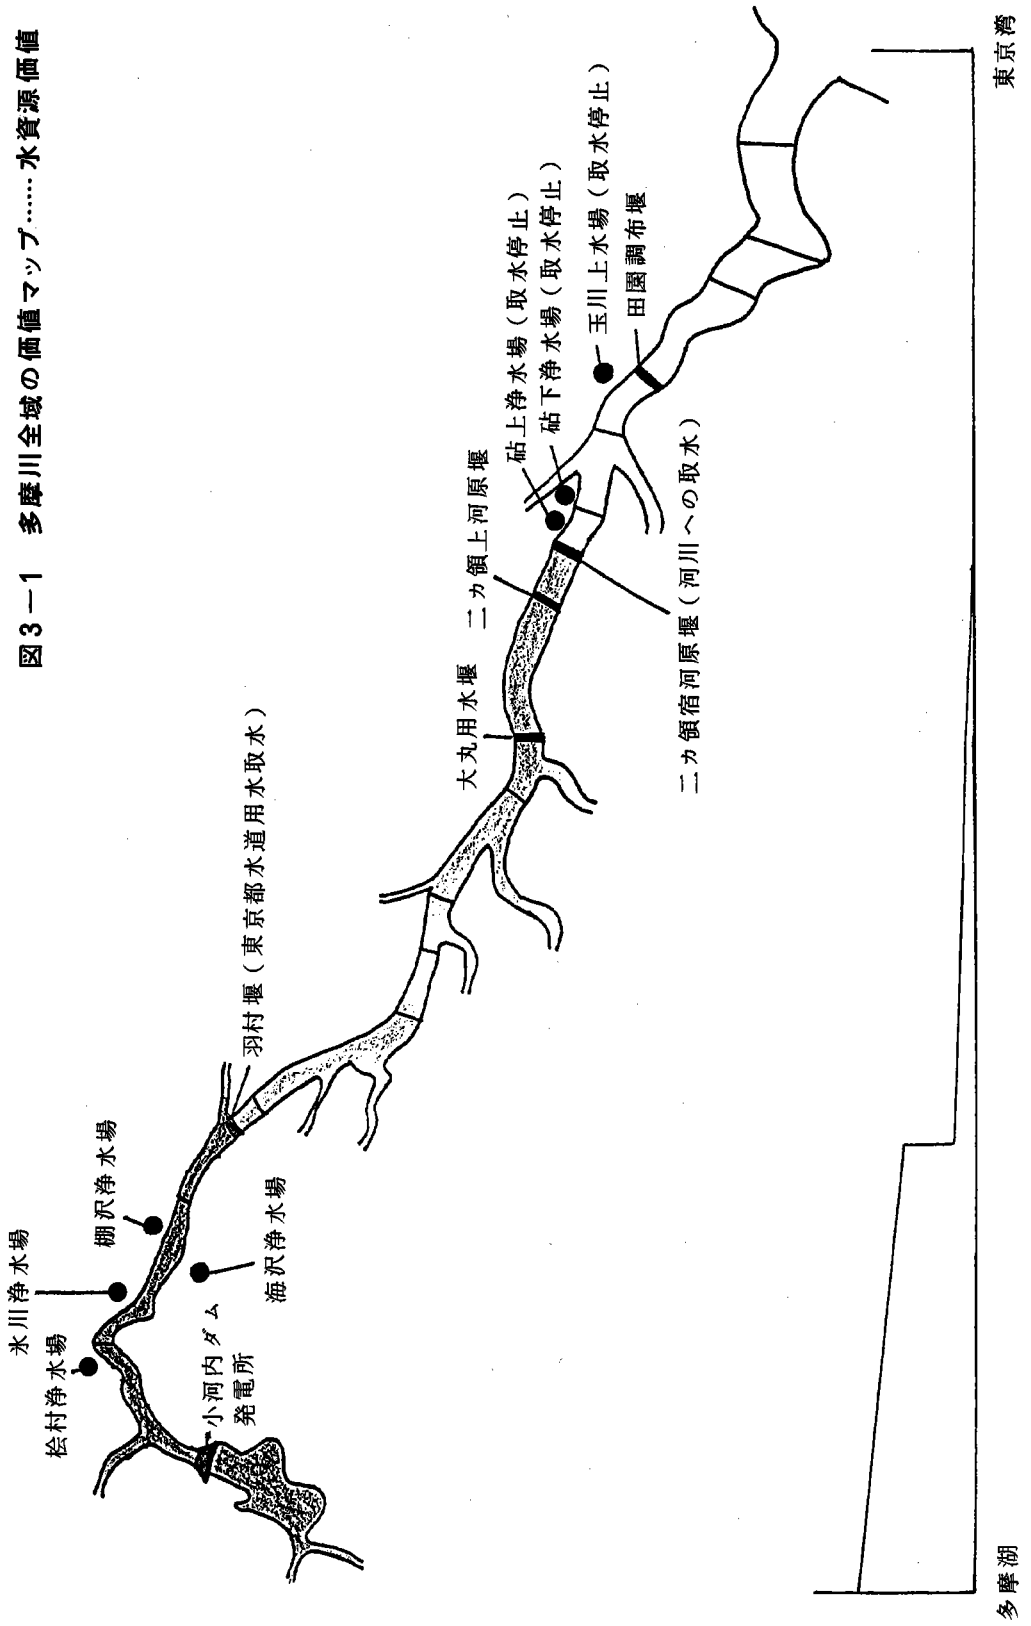 図3－1　多摩川全域の価値マップ……水資源価値
氷川浄水場
桧村浄水場
棚沢浄水場
海沢浄水場
小河内ダム
発電所
羽村堰（東京都水道用水取水）
大丸用水堰
二ヵ領上河原堰
二ヵ領宿河原堰（河川への取水）
砧上浄水場（取水停止）
砧下浄水場（取水停止）
玉川上水場（取水停止）
田園調布堰
多摩湖
東京湾